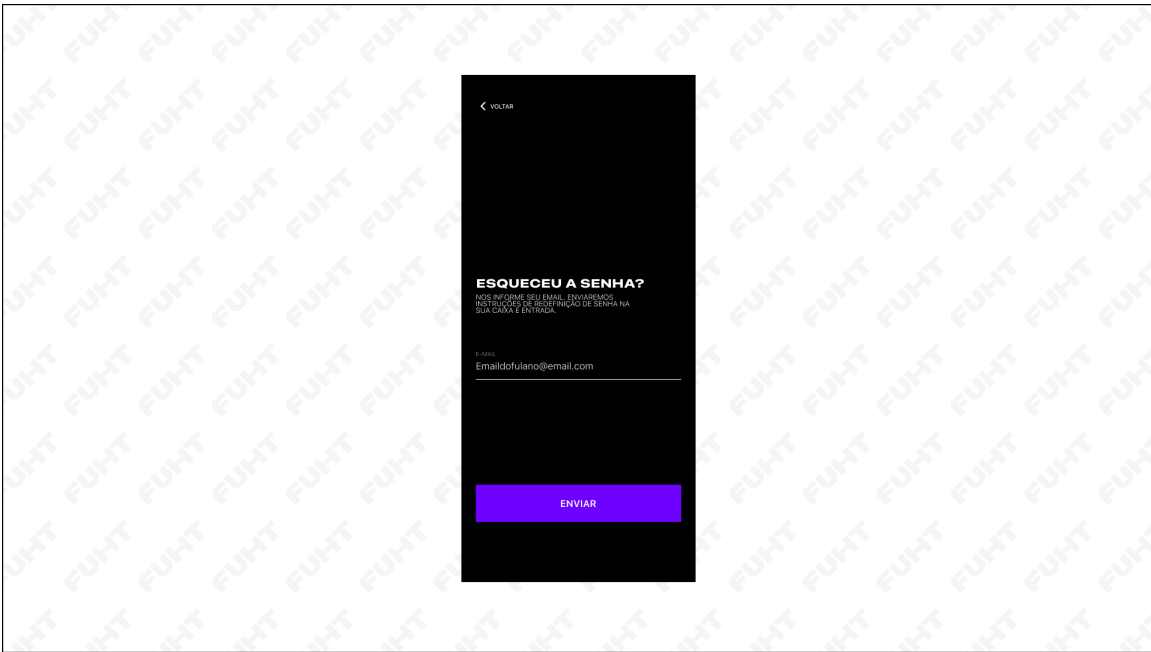 VOLTAR
ESQUECEU A SENHA?
NOS INFORME SEU EMAIL. ENVIAREMOS
INSTRUÇÕES DE REDEFINIÇÃO DE SENHA NA
SUA CAIXA E ENTRADA.
E-MAIL
Emaildofulano@email.com
ENVIAR
FUHT